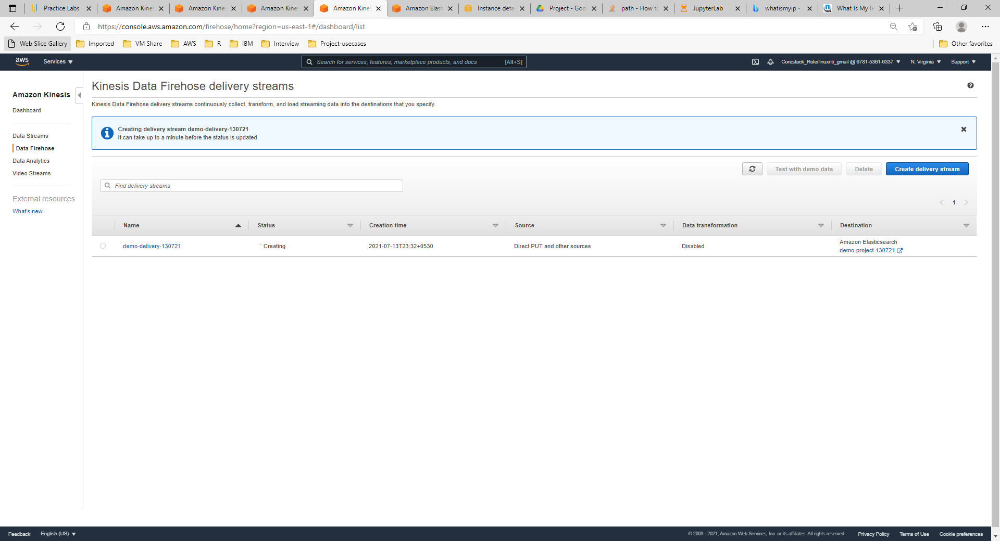 Practice Labs
Amazon Kine
Amazon Kine
Amazon Kine
Amazon Kine
Amazon Elast
Instance deta
Project - Goo
path - How to
JupyterLab
whatismyip -
What Is My IP
https://console.aws.amazon.com/firehose/home?region=us-east-1#/dashboard/list
Web Slice Gallery
Imported
VM Share
AWS
R
IBM
Interview
Project-usecases
Other favorites
aws
Services
Search for services, features, marketplace products, and docs
[Alt+S]
Corestack_Role/linuxriti_gmail @ 6781-5361-6337
N. Virginia
Support
Amazon Kinesis
Dashboard
Data Streams
Data Firehose
Data Analytics
Video Streams
External resources
What's new
Kinesis Data Firehose delivery streams
Kinesis Data Firehose delivery streams continuously collect, transform, and load streaming data into the destinations that you specify.
Creating delivery stream demo-delivery-130721
It can take up to a minute before the status is updated.
Test with demo data
Delete
Create delivery stream
Find delivery streams
1
Name
Status
Creation time
Source
Data transformation
Destination
demo-delivery-130721
Creating
2021-07-13T23:32+0530
Direct PUT and other sources
Disabled
Amazon Elasticsearch
demo-project-130721
Feedback
English (US)
© 2008 - 2021, Amazon Web Services, Inc. or its affiliates. All rights reserved.
Privacy Policy
Terms of Use
Cookie preferences